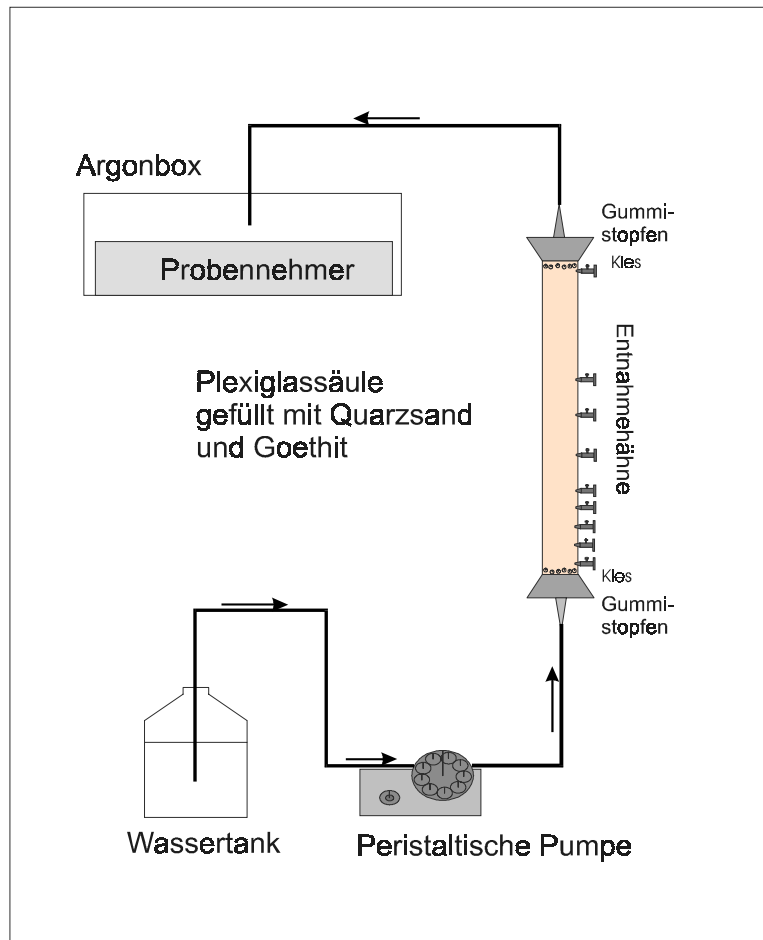 Argonbox
Probennehmer
Gummi-
stopfen
Kies
Plexiglassäule
gefüllt mit Quarzsand
und Goethit
Entnahmehähne
Kies
Gummi-
stopfen
Wassertank
Peristaltische Pumpe